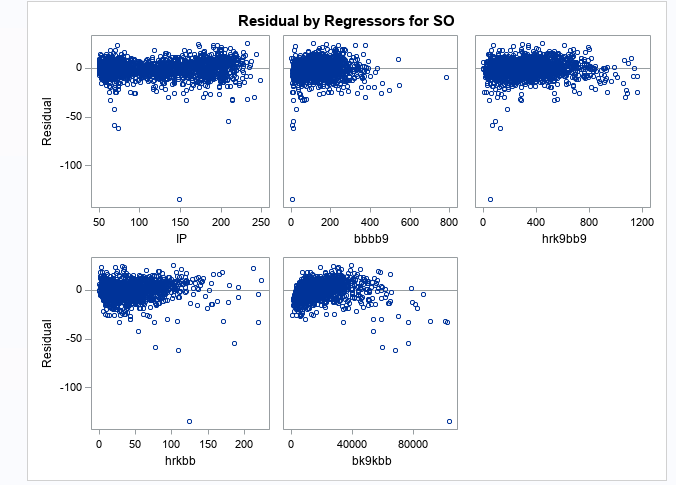 Residual by Regressors for SO
Residual
0
-50
-100
50 100 150 200 250
IP
0 200 400 600 800
bbbb9
0 400 800 1200
hrk9bb9
Residual
0
-50
-100
0 50 100 150 200
hrkbb
0 40000 80000
bk9kbb